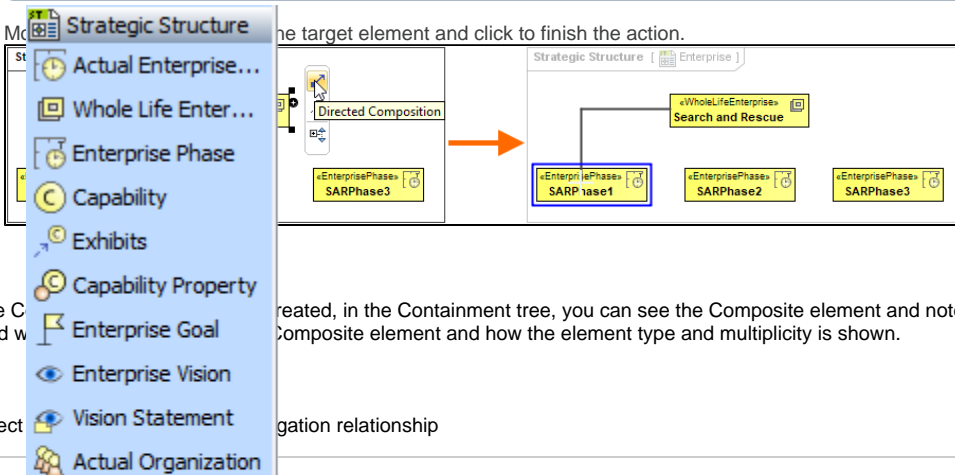 Strategic Structure
Actual Enterprise...
Whole Life Enter...
Enterprise Phase
Capability
Exhibits
Capability Property
Enterprise Goal
Enterprise Vision
Vision Statement
Actual Organization
he target element and click to finish the action.
Directed Composition
«EnterprisePhase»
SARPhase3
Strategic Structure [ Enterprise ]
«WholeLifeEnterprise»
Search and Rescue
«EnterprisePhase»
SARPhase1
«EnterprisePhase»
SARPhase2
«EnterprisePhase»
SARPhase3
e C reated, in the Containment tree, you can see the Composite element and note
d w Composite element and how the element type and multiplicity is shown.
ect gation relationship